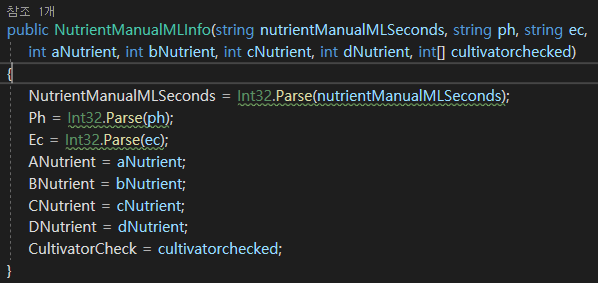 참조 1개
public NutrientManualMLInfo(string nutrientManualMLSeconds, string ph, string ec,
int aNutrient, int bNutrient, int cNutrient, int dNutrient, int[] cultivatorchecked)
{
NutrientManualMLSeconds = Int32.Parse(nutrientManualMLSeconds);
Ph = Int32.Parse(ph);
Ec = Int32.Parse(ec);
ANutrient = aNutrient;
BNutrient = bNutrient;
CNutrient = cNutrient;
DNutrient = dNutrient;
CultivatorCheck = cultivatorchecked;
}